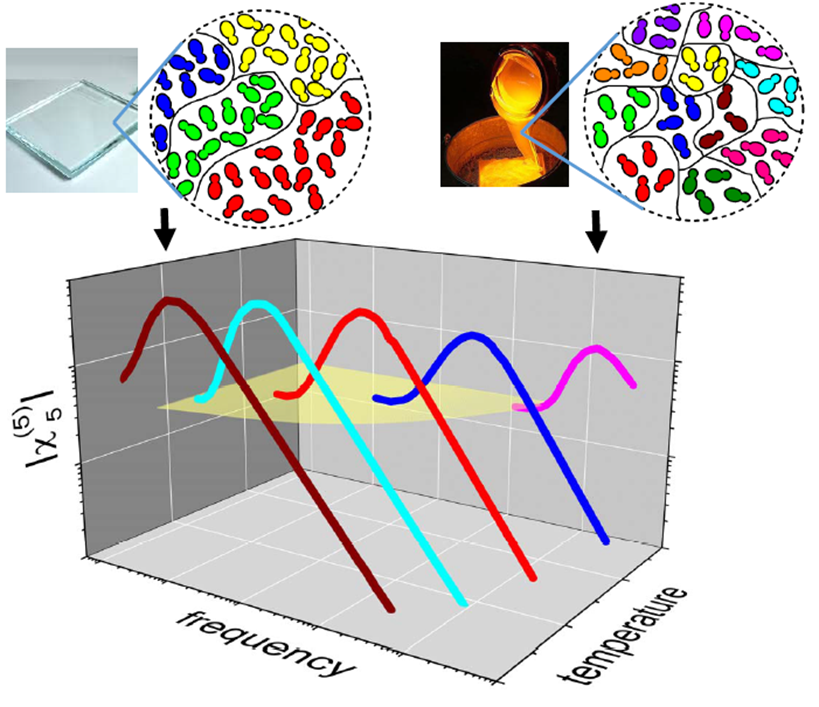 |χ₅⁽⁵⁾|
frequency
temperature